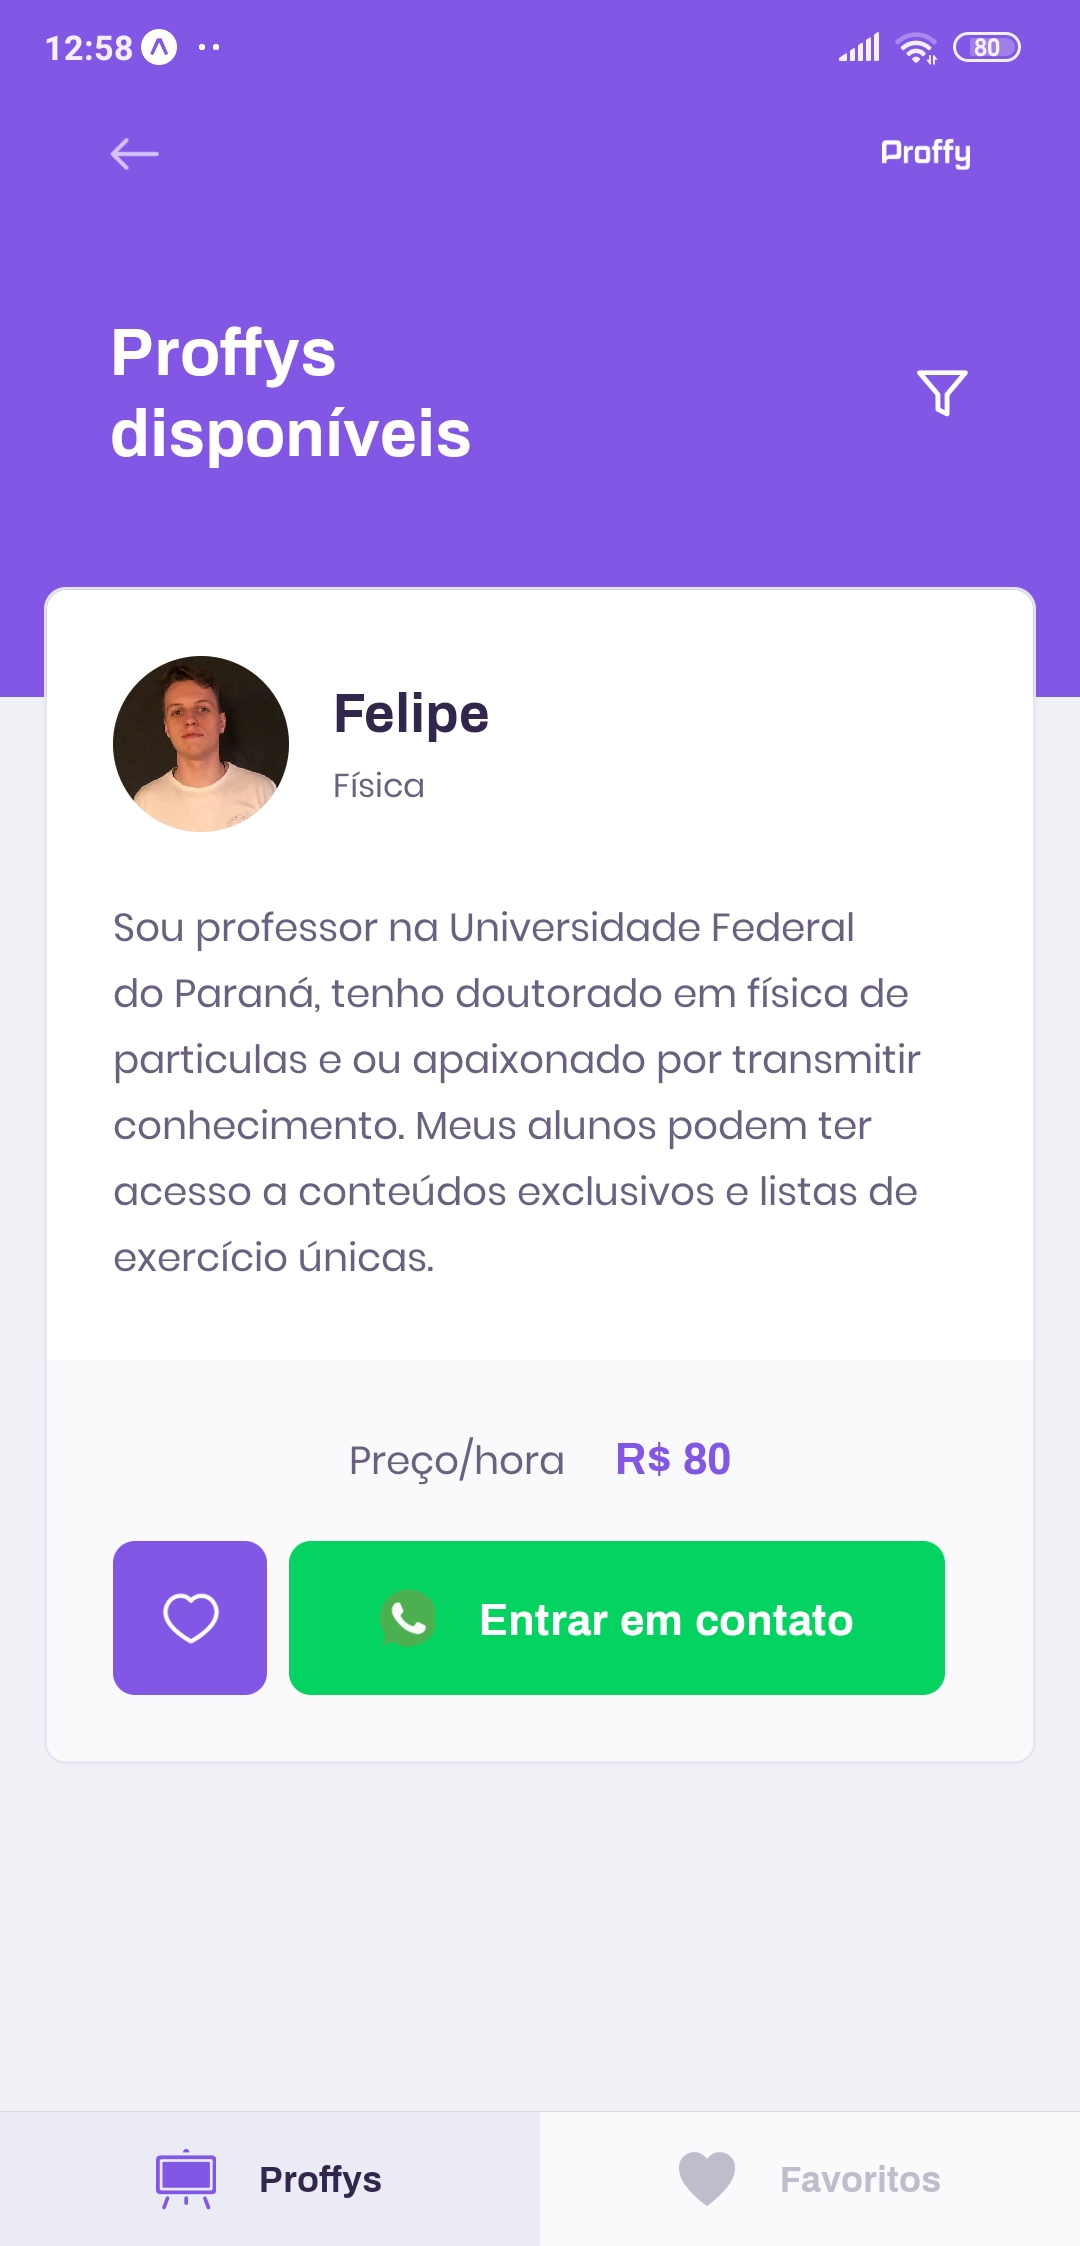 12:58
80
Proffy
Proffys
disponíveis
Felipe
Física
Sou professor na Universidade Federal
do Paraná, tenho doutorado em física de
particulas e ou apaixonado por transmitir
conhecimento. Meus alunos podem ter
acesso a conteúdos exclusivos e listas de
exercício únicas.
Preço/hora R$ 80
Entrar em contato
Proffys
Favoritos